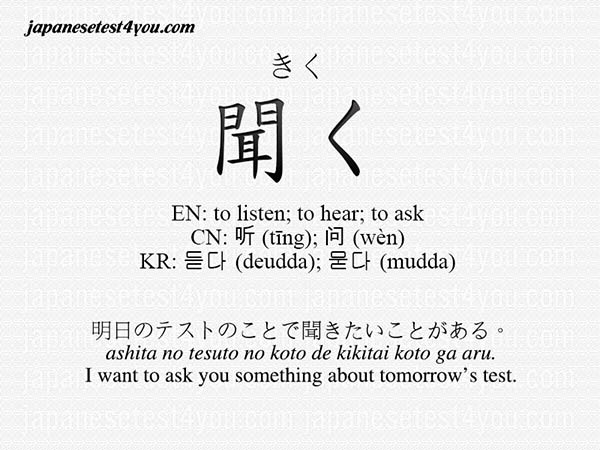 japanesetest4you.com
きく
聞く
EN: to listen; to hear; to ask
CN: 听 (tīng); 问 (wèn)
KR: 듣다 (deudda); 묻다 (mudda)
明日のテストのことで聞きたいことがある。
ashita no tesuto no koto de kikitai koto ga aru.
I want to ask you something about tomorrow's test.